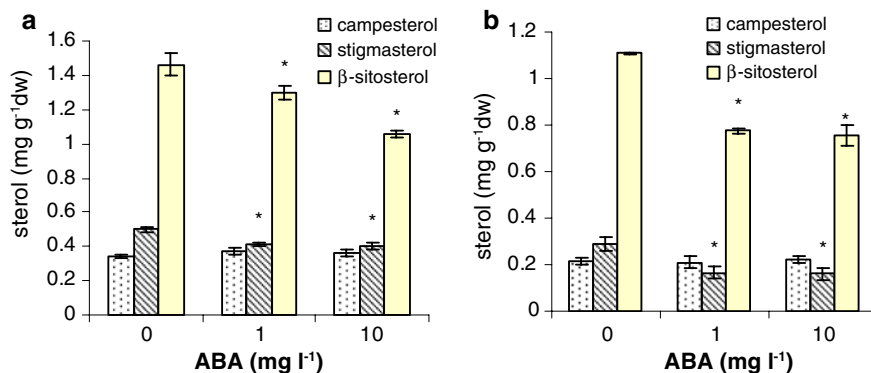 a
campesterol
stigmasterol
β-sitosterol
sterol (mg g⁻¹dw)
1.6
1.4
1.2
1
0.8
0.6
0.4
0.2
0
* * * *
0 1 10
ABA (mg l⁻¹)
b
campesterol
stigmasterol
β-sitosterol
sterol (mg g⁻¹dw)
1.2
1
0.8
0.6
0.4
0.2
0
* * * *
0 1 10
ABA (mg l⁻¹)